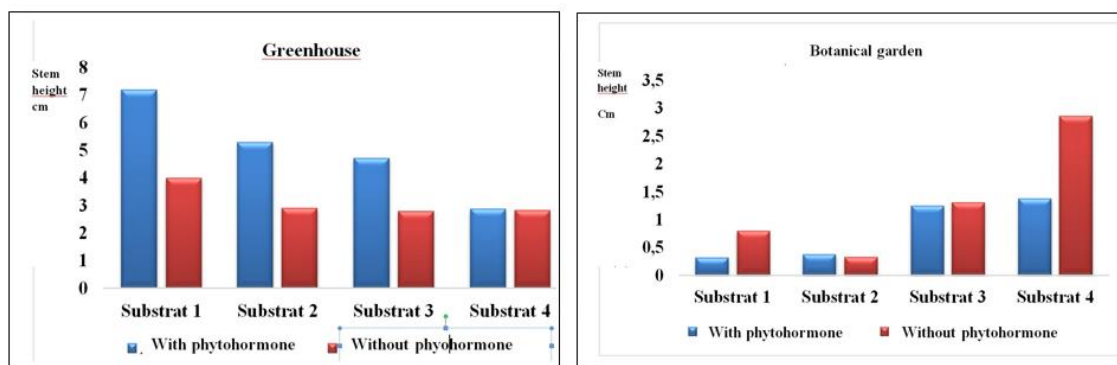 Greenhouse
Stem
height
cm
8
7
6
5
4
3
2
1
0
Substrat 1 Substrat 2 Substrat 3 Substrat 4
With phytohormone Without phyohormone
Botanical garden
Stem
height
Cm
3,5
3
2,5
2
1,5
1
0,5
0
Substrat 1 Substrat 2 Substrat 3 Substrat 4
With phytohormone Without phytohormone